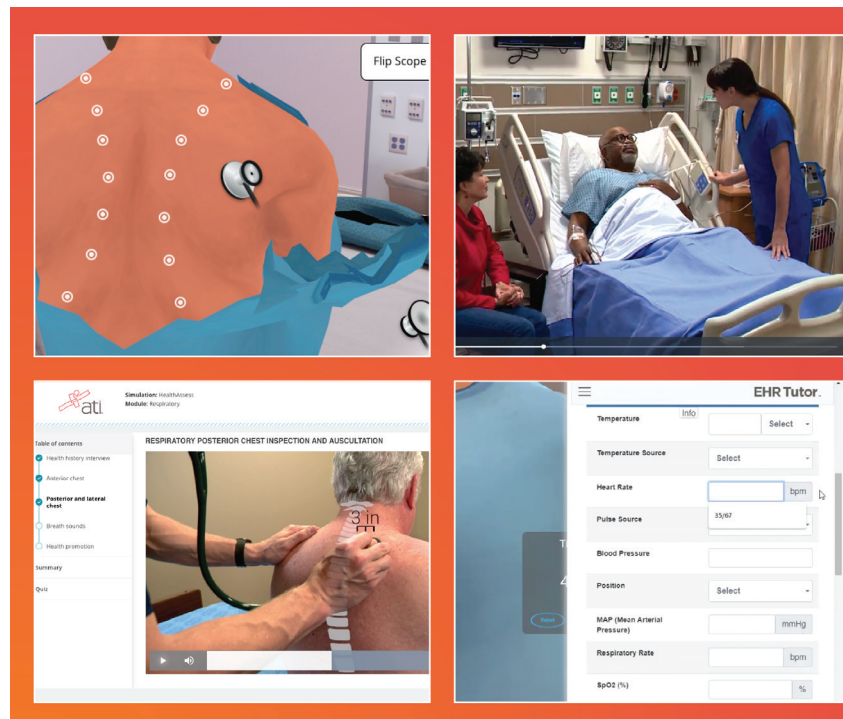 Flip Scope
ati
Simulation: HealthAssess
Module: Respiratory
Table of contents
Health history interview
Anterior chest
Posterior and lateral
chest
Breath sounds
Health promotion
Summary
Quiz
RESPIRATORY POSTERIOR CHEST INSPECTION AND AUSCULTATION
3 in
EHR Tutor.
Temperature
Info
Select
Temperature Source
Select
Heart Rate
bpm
35/67
Pulse Source
Blood Pressure
Position
Select
MAP (Mean Arterial
Pressure)
mmHg
Respiratory Rate
bpm
SpO2 (%)
%